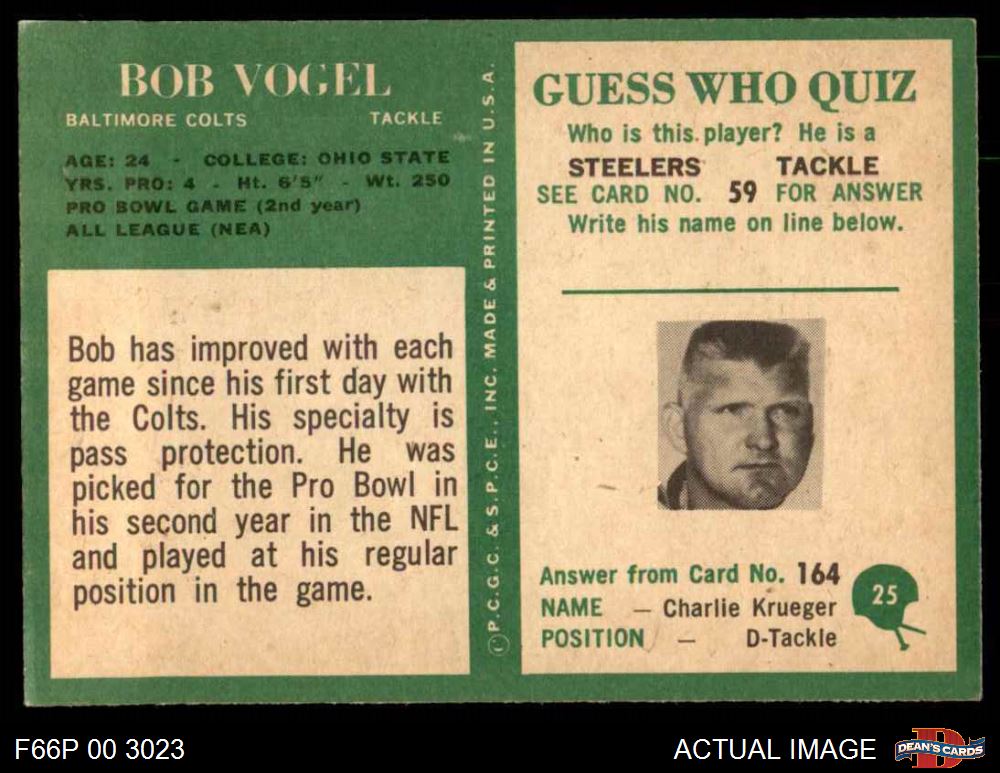 BOB VOGEL
BALTIMORE COLTS TACKLE
AGE: 24 - COLLEGE: OHIO STATE
YRS. PRO: 4 - Ht. 6'5" - Wt. 250
PRO BOWL GAME (2nd year)
ALL LEAGUE (NEA)
Bob has improved with each
game since his first day with
the Colts. His specialty is
pass protection. He was
picked for the Pro Bowl in
his second year in the NFL
and played at his regular
position in the game.
© P.C.G.C. & S.P.C.E., INC. MADE & PRINTED IN U.S.A.
GUESS WHO QUIZ
Who is this player? He is a
STEELERS TACKLE
SEE CARD NO. 59 FOR ANSWER
Write his name on line below.
Answer from Card No. 164
NAME — Charlie Krueger
POSITION — D-Tackle
25
F66P 00 3023
ACTUAL IMAGE
D
DEAN'S CARDS